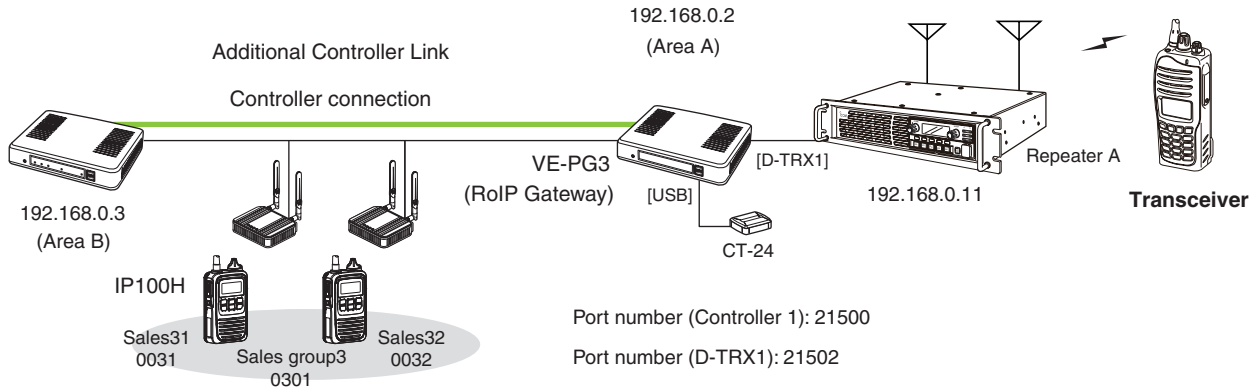 192.168.0.2
(Area A)
Additional Controller Link
Controller connection
VE-PG3
(RoIP Gateway)
[D-TRX1]
[USB]
CT-24
Repeater A
192.168.0.11
Transceiver
192.168.0.3
(Area B)
IP100H
Sales31
0031
Sales group3
0301
Sales32
0032
Port number (Controller 1): 21500
Port number (D-TRX1): 21502